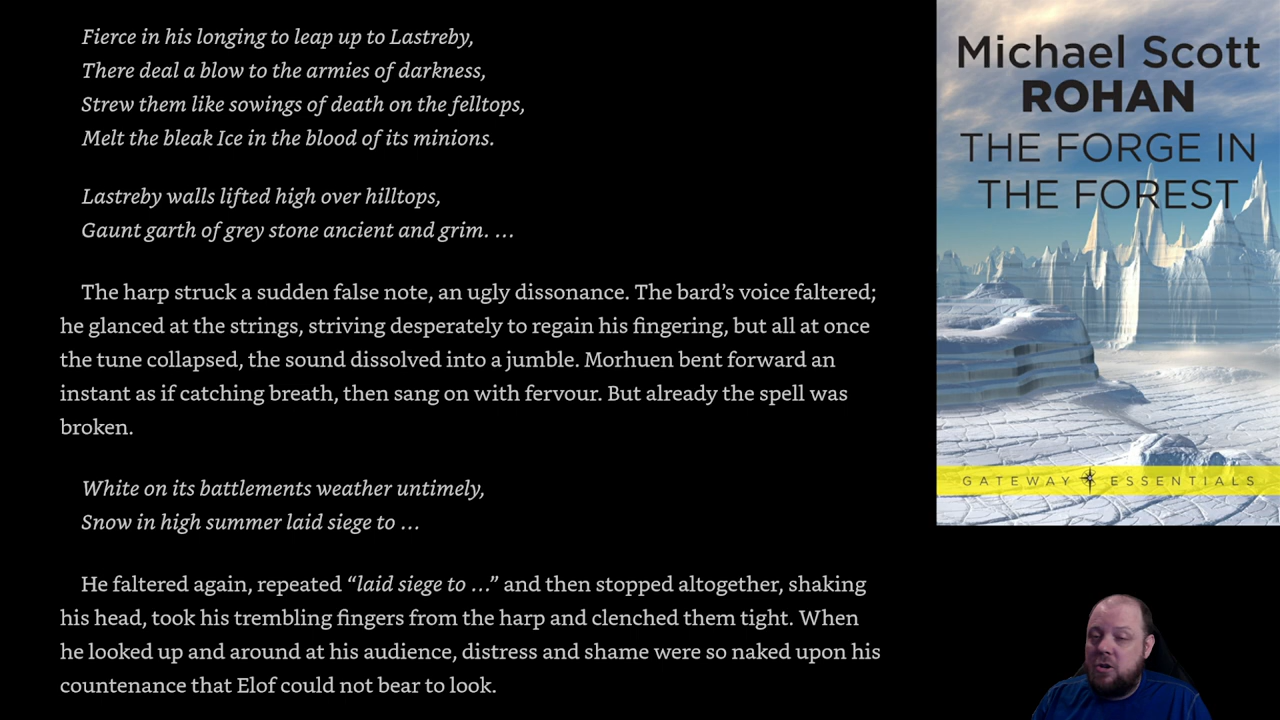 Fierce in his longing to leap up to Lastreby,
There deal a blow to the armies of darkness,
Strew them like sowings of death on the felltops,
Melt the bleak Ice in the blood of its minions.
Lastreby walls lifted high over hilltops,
Gaunt garth of grey stone ancient and grim. …
The harp struck a sudden false note, an ugly dissonance. The bard’s voice faltered;
he glanced at the strings, striving desperately to regain his fingering, but all at once
the tune collapsed, the sound dissolved into a jumble. Morhuen bent forward an
instant as if catching breath, then sang on with fervour. But already the spell was
broken.
White on its battlements weather untimely,
Snow in high summer laid siege to …
He faltered again, repeated “laid siege to …” and then stopped altogether, shaking
his head, took his trembling fingers from the harp and clenched them tight. When
he looked up and around at his audience, distress and shame were so naked upon his
countenance that Elof could not bear to look.
Michael Scott
ROHAN
THE FORGE IN
THE FOREST
GATEWAY ESSENTIALS